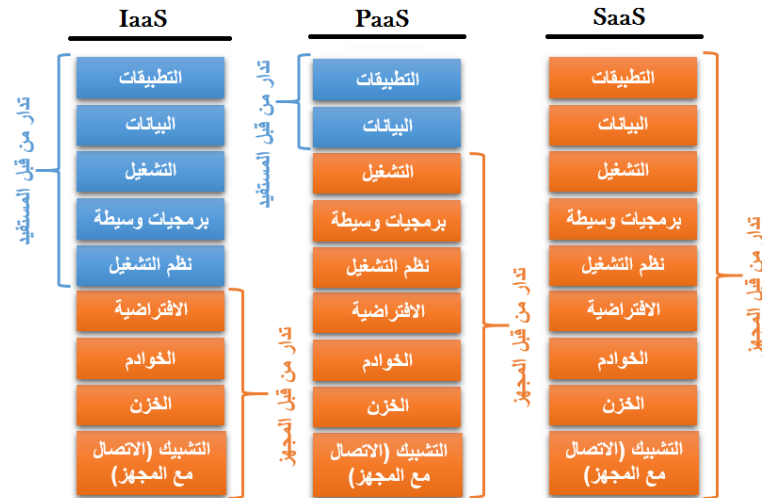 IaaS
تدار من قبل المستفيد
التطبيقات
البيانات
التشغيل
برمجيات وسيطة
نظم التشغيل
الافتراضية
الخوادم
الخزن
التشبيك (الاتصال
مع المجهز)
تدار من قبل المجهز
PaaS
تدار من قبل المستفيد
التطبيقات
البيانات
التشغيل
برمجيات وسيطة
نظم التشغيل
الافتراضية
الخوادم
الخزن
التشبيك (الاتصال
مع المجهز)
تدار من قبل المجهز
SaaS
التطبيقات
البيانات
التشغيل
برمجيات وسيطة
نظم التشغيل
الافتراضية
الخوادم
الخزن
التشبيك (الاتصال
مع المجهز)
تدار من قبل المجهز